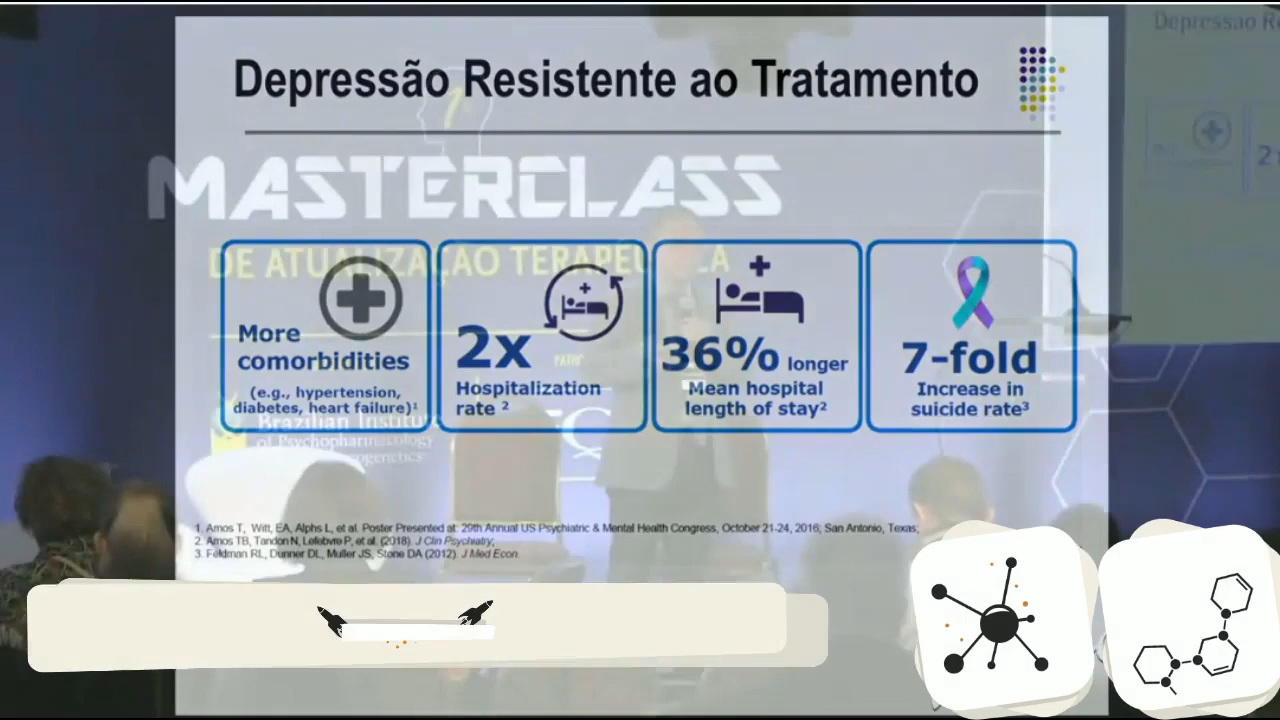 Depressão Resistente ao Tratamento
Depressao R
MASTERCLASS
DE ATUALIZAÇÃO
More
comorbidities
(e.g., hypertension,
diabetes, heart failure)¹
2x
Hospitalization
rate ²
36% longer
Mean hospital
length of stay²
7-fold
Increase in
suicide rate³
2x
Brazilian Institute
of Psychopharmacology
1. Amos T, Witt, EA, Alphs L, et al. Poster Presented at: 29th Annual US Psychiatric & Mental Health Congress, October 21-24, 2016; San Antonio, Texas;
2. Amos TB, Tandon N, Lefebvre P, et al. (2018). J Clin Psychiatry;
3. Feldman RL, Dunner DL, Muller JS, Stone DA (2012). J Med Econ.